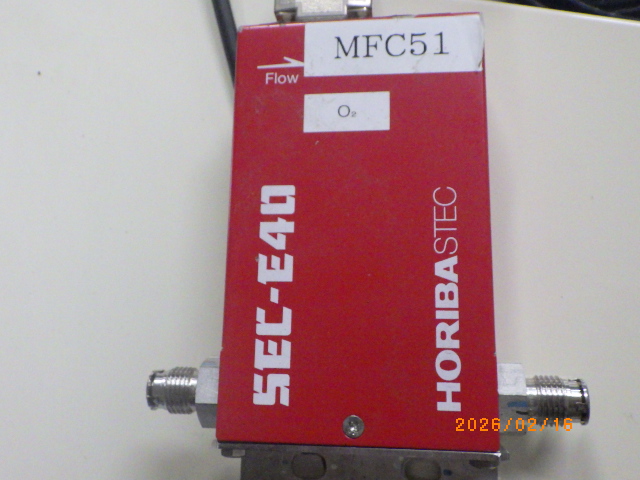 MFC51
Flow
O₂
SEC-E40
HORIBASTEC
2026/02/16